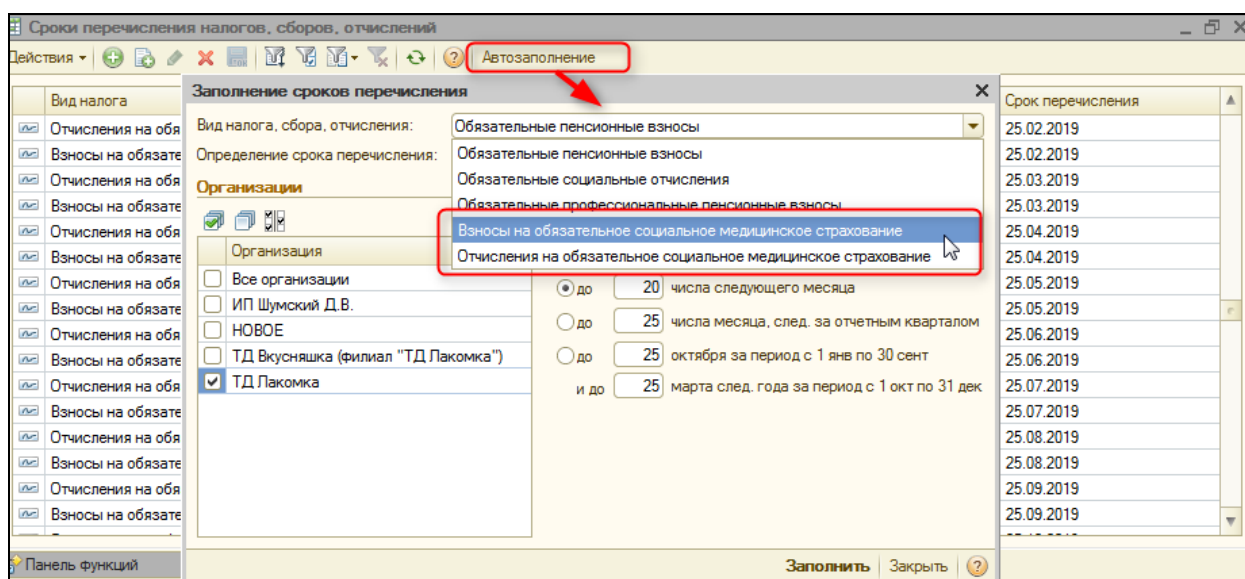 Сроки перечисления налогов, сборов, отчислений
Действия
Автозаполнение
Вид налога
Срок перечисления
Отчисления на обя
25.02.2019
Взносы на обязате
25.02.2019
Отчисления на обя
25.03.2019
Взносы на обязате
25.03.2019
Отчисления на обя
25.04.2019
Взносы на обязате
25.04.2019
Отчисления на обя
25.05.2019
Взносы на обязате
25.05.2019
Отчисления на обя
25.06.2019
Взносы на обязате
25.06.2019
Отчисления на обя
25.07.2019
Взносы на обязате
25.07.2019
Отчисления на обя
25.08.2019
Взносы на обязате
25.08.2019
Отчисления на обя
25.09.2019
Взносы на обязате
25.09.2019
Заполнение сроков перечисления
Вид налога, сбора, отчисления: Обязательные пенсионные взносы
Определение срока перечисления:
Обязательные пенсионные взносы
Обязательные социальные отчисления
Обязательные профессиональные пенсионные взносы
Взносы на обязательное социальное медицинское страхование
Отчисления на обязательное социальное медицинское страхование
Организации
Организация
Все организации
ИП Шумский Д.В.
НОВОЕ
ТД Вкусняшка (филиал "ТД Лакомка")
ТД Лакомка
до 20 числа следующего месяца
до 25 числа месяца, след. за отчетным кварталом
до 25 октября за период с 1 янв по 30 сент
и до 25 марта след. года за период с 1 окт по 31 дек
Заполнить Закрыть
Панель функций